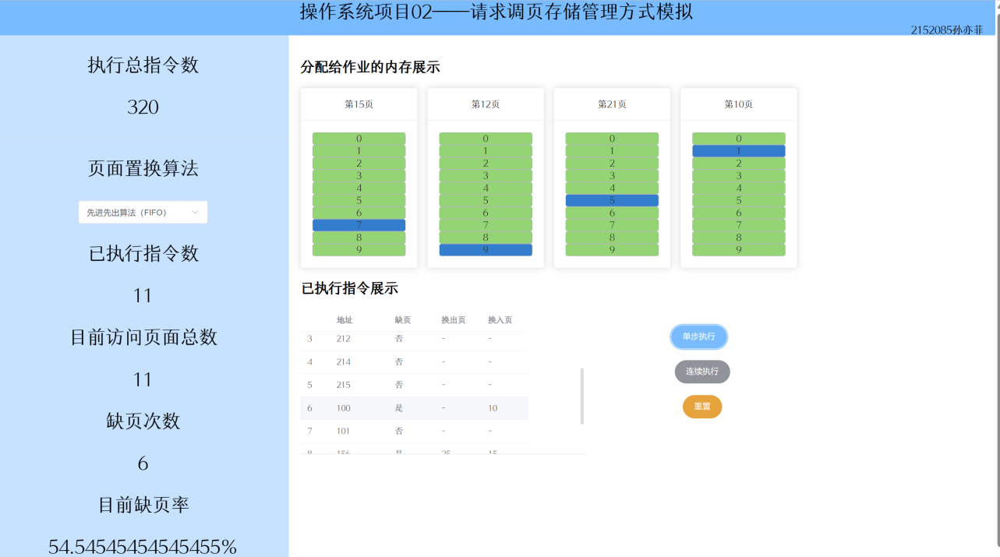 操作系统项目02——请求调页存储管理方式模拟
2152085孙亦菲
执行总指令数
320
页面置换算法
先进先出算法（FIFO）
已执行指令数
11
目前访问页面总数
11
缺页次数
6
目前缺页率
54.54545454545455%
分配给作业的内存展示
第15页 第12页 第21页 第10页
0 0 0 0
1 1 1 1
2 2 2 2
3 3 3 3
4 4 4 4
5 5 5 5
6 6 6 6
7 7 7 7
8 8 8 8
9 9 9 9
已执行指令展示
地址 缺页 换出页 换入页
3 212 否 - -
4 214 否 - -
5 215 否 - -
6 100 是 - 10
7 101 否 - -
8 156 是 25 15
单步执行
连续执行
重置